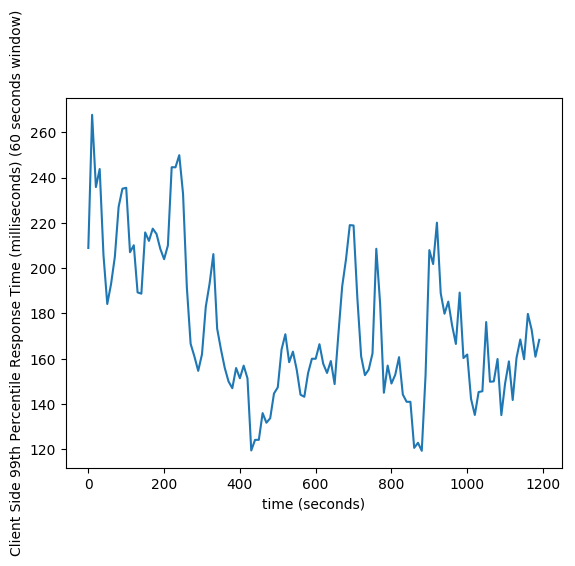 Client Side 99th Percentile Response Time (milliseconds) (60 seconds window)
260
240
220
200
180
160
140
120
0 200 400 600 800 1000 1200
time (seconds)